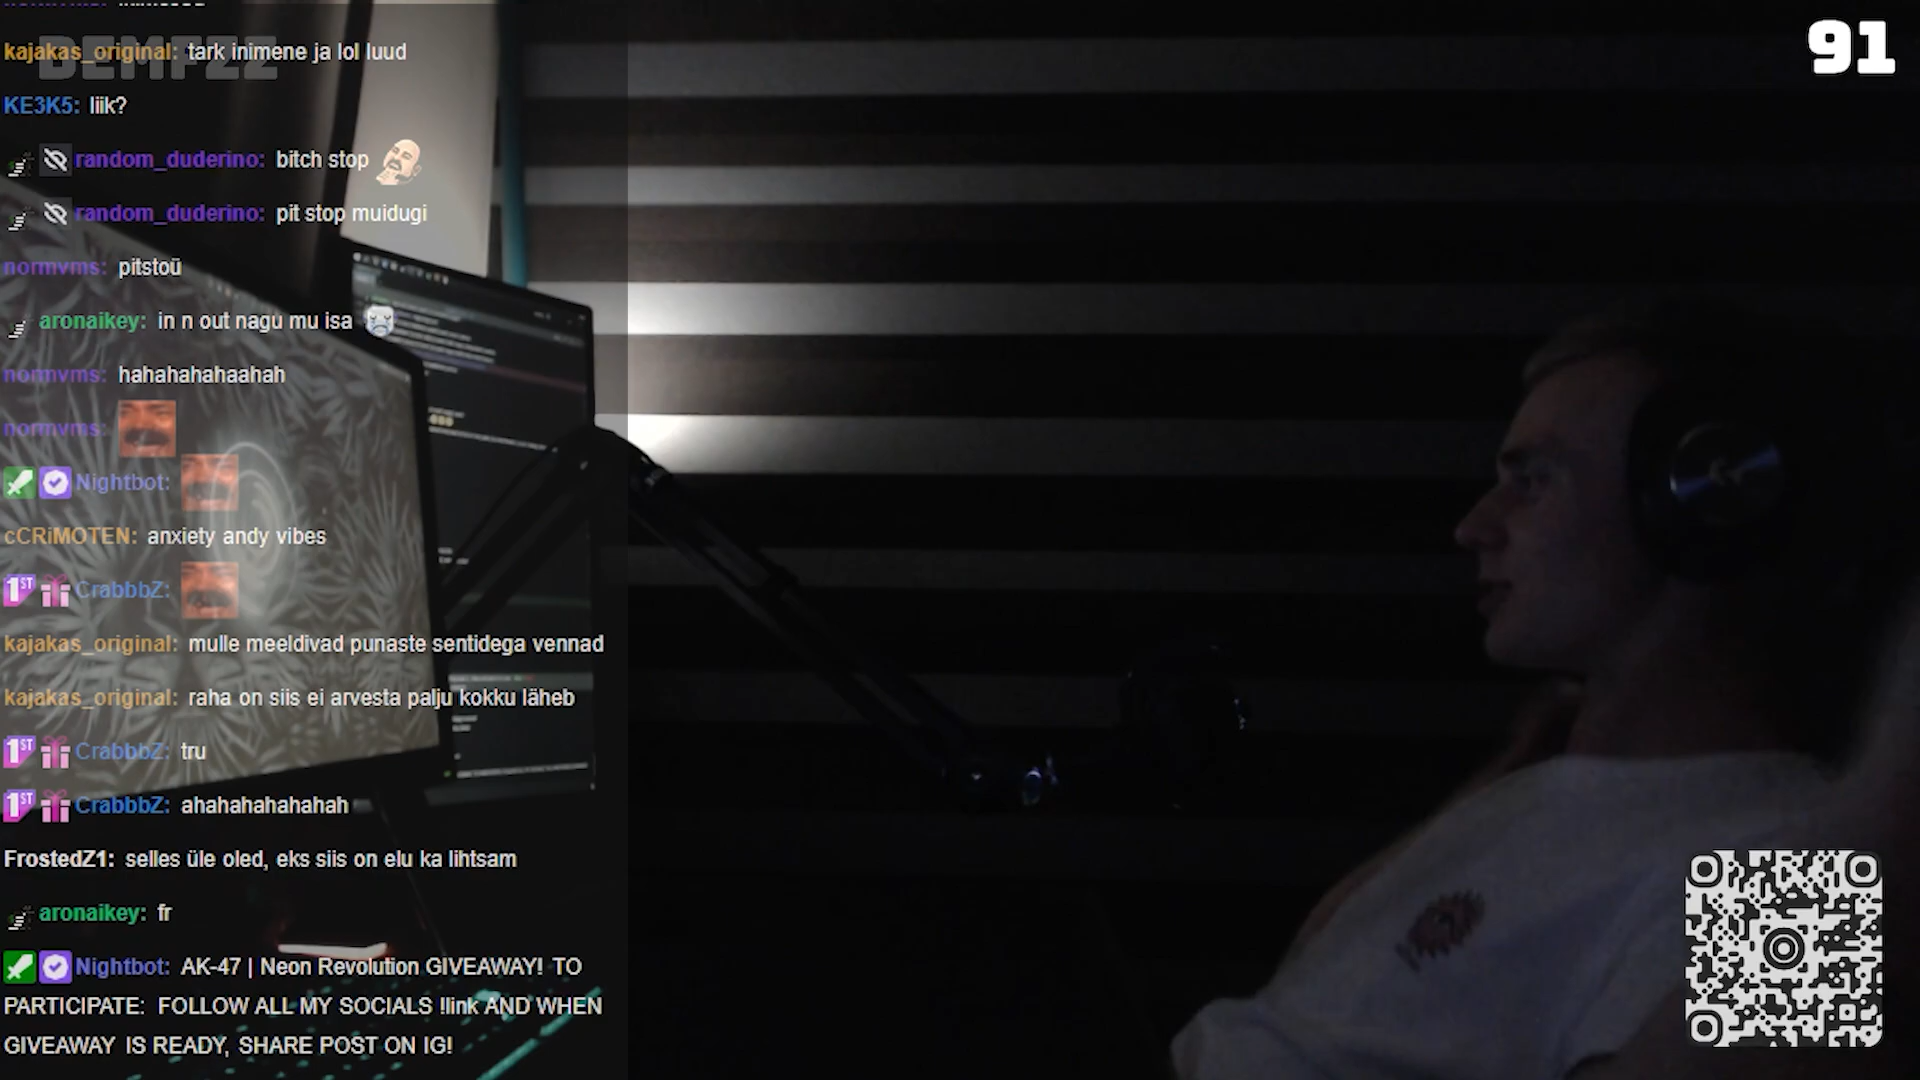 DEMFZZ
91
kajakas_original: tark inimene ja lol luud
KE3K5: liik?
random_duderino: bitch stop
random_duderino: pit stop muidugi
normvms: pitstoü
aronaikey: in n out nagu mu isa
normvms: hahahahahaahah
normvms:
Nightbot:
cCRiMOTEN: anxiety andy vibes
1ST CrabbbZ:
kajakas_original: mulle meeldivad punaste sentidega vennad
kajakas_original: raha on siis ei arvesta palju kokku läheb
1ST CrabbbZ: tru
1ST CrabbbZ: ahahahahahahah
FrostedZ1: selles üle oled, eks siis on elu ka lihtsam
aronaikey: fr
Nightbot: AK-47 | Neon Revolution GIVEAWAY! TO
PARTICIPATE: FOLLOW ALL MY SOCIALS !link AND WHEN
GIVEAWAY IS READY, SHARE POST ON IG!